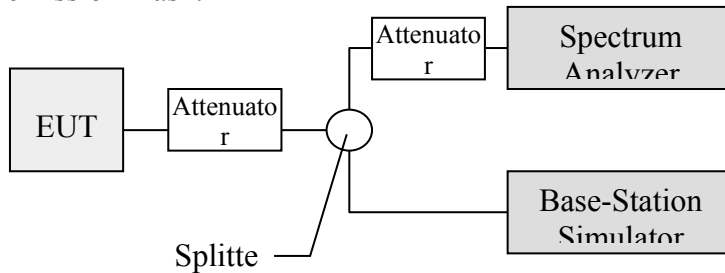 Attenuato
r
Spectrum
Analyzer
EUT
Attenuato
r
Base-Station
Simulator
Splitte